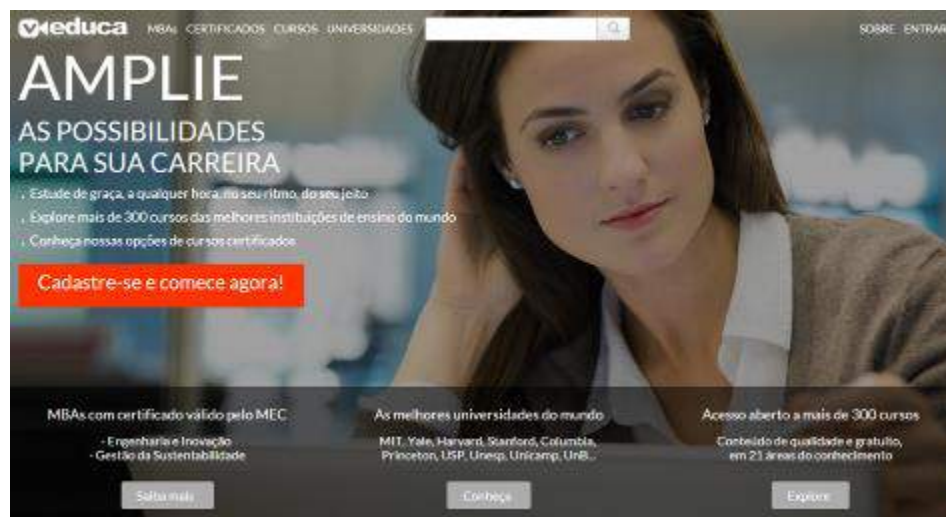 Veduca MBAs CERTIFICADOS CURSOS UNIVERSIDADES SOBRE ENTRAR
AMPLIE
AS POSSIBILIDADES
PARA SUA CARREIRA
Estude de graça, a qualquer hora, no seu ritmo, do seu jeito
Explore mais de 300 cursos das melhores instituições de ensino do mundo
Conheça nossas opções de cursos certificados
Cadastre-se e comece agora!
MBAs com certificado válido pelo MEC
- Engenharia e Inovação
- Gestão da Sustentabilidade
Saiba mais
As melhores universidades do mundo
MIT, Yale, Harvard, Stanford, Columbia,
Princeton, USP, Unesp, Unicamp, UnB...
Conheça
Acesso aberto a mais de 300 cursos
Conteúdo de qualidade e gratuito,
em 21 áreas do conhecimento
Explore